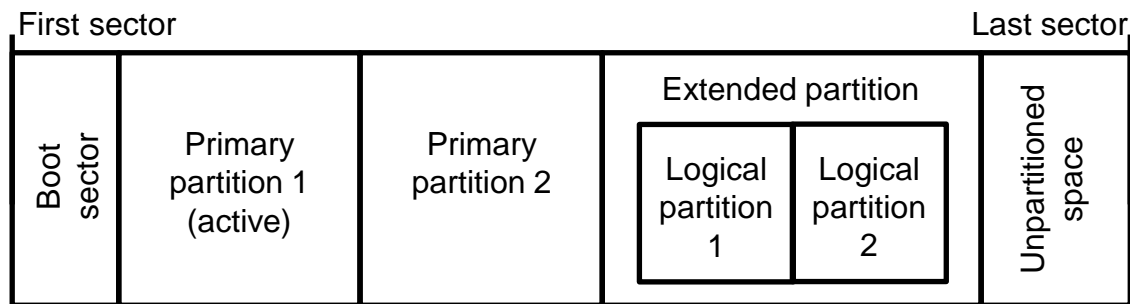 First sector
Last sector
Boot
sector
Primary
partition 1
(active)
Primary
partition 2
Extended partition
Logical
partition
1
Logical
partition
2
Unpartitioned
space